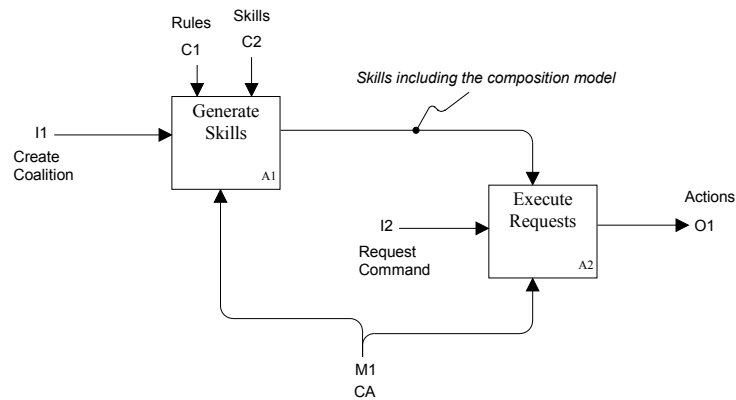 Rules
C1
Skills
C2
Skills including the composition model
Generate
Skills
A1
I1
Create
Coalition
Execute
Requests
A2
I2
Request
Command
Actions
O1
M1
CA